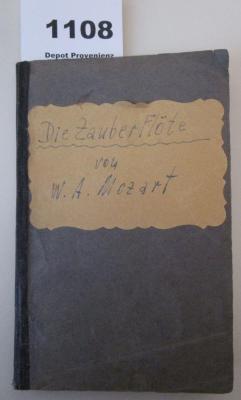 1108
Depot Provenienz
Die Zauberflöte
von
W. A. Mozart